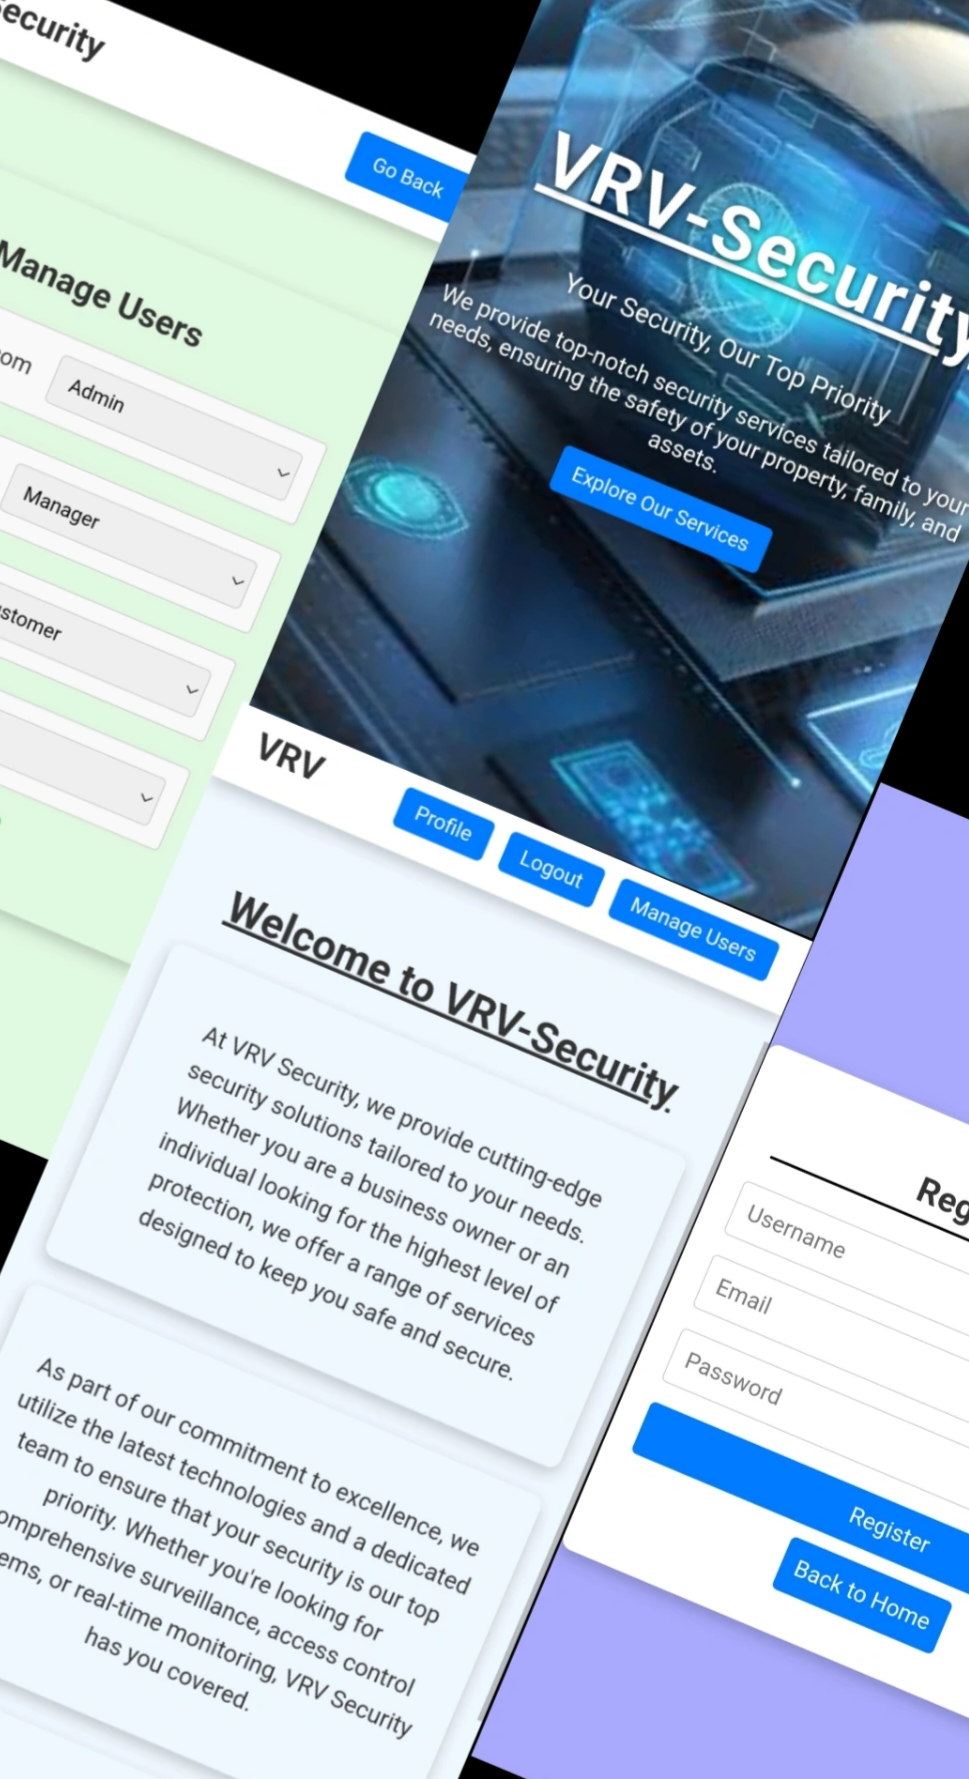 Go Back
Manage Users
Admin
Manager
VRV-Security
Your Security, Our Top Priority
We provide top-notch security services tailored to your
needs, ensuring the safety of your property, family, and
assets.
Explore Our Services
VRV
Profile
Logout
Manage Users
Welcome to VRV-Security.
At VRV Security, we provide cutting-edge
security solutions tailored to your needs.
Whether you are a business owner or an
individual looking for the highest level of
protection, we offer a range of services
designed to keep you safe and secure.
As part of our commitment to excellence, we
utilize the latest technologies and a dedicated
team to ensure that your security is our top
priority. Whether you're looking for
omprehensive surveillance, access control
ems, or real-time monitoring, VRV Security
has you covered.
Reg
Username
Email
Password
Register
Back to Home